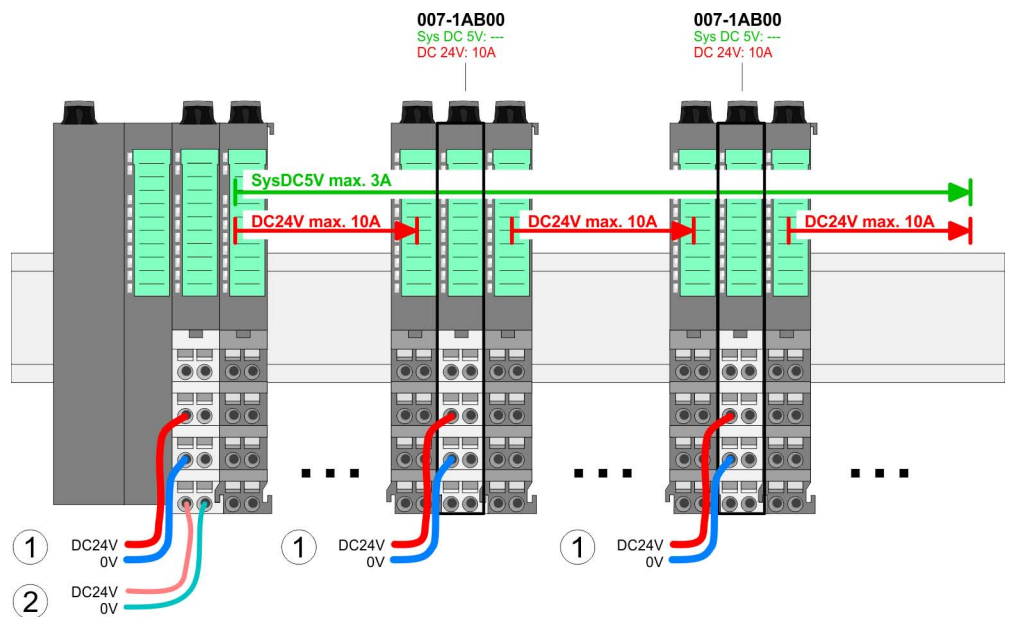 007-1AB00
Sys DC 5V: ---
DC 24V: 10A
007-1AB00
Sys DC 5V: ---
DC 24V: 10A
SysDC5V max. 3A
DC24V max. 10A
DC24V max. 10A
DC24V max. 10A
1
DC24V
0V
1
DC24V
0V
1
DC24V
0V
2
DC24V
0V